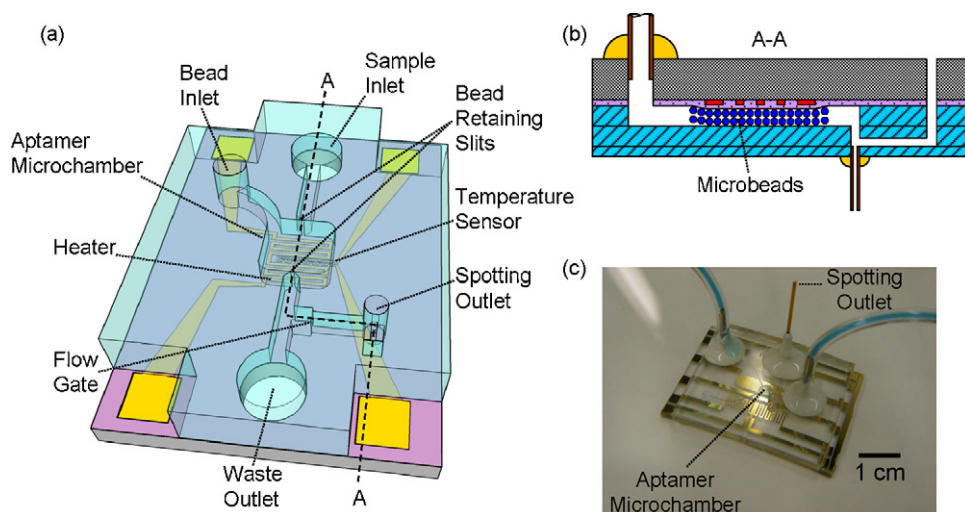 (a)
A
Sample
Inlet
Bead
Inlet
Bead
Retaining
Slits
Aptamer
Microchamber
Temperature
Sensor
Heater
Spotting
Outlet
Flow
Gate
Waste
Outlet
A
(b)
A-A
Microbeads
(c)
Spotting
Outlet
Aptamer
Microchamber
1 cm